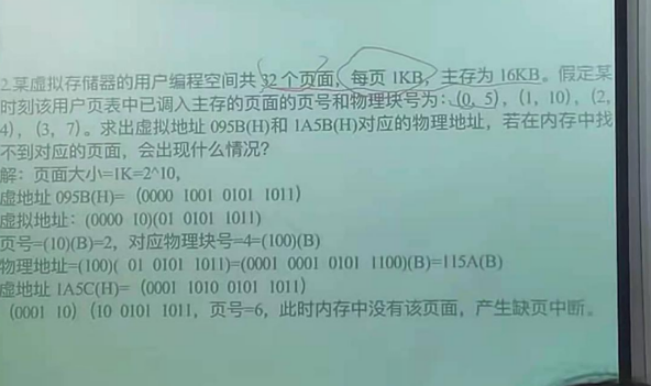 2.某虚拟存储器的用户编程空间共 32 个页面，每页 1KB，主存为 16KB。假定某
时刻该用户页表中已调入主存的页面的页号和物理块号为：(0, 5)，(1, 10)，(2,
4)，(3, 7)。求出虚拟地址 095B(H)和 1A5B(H)对应的物理地址，若在内存中找
不到对应的页面，会出现什么情况？
解：页面大小=1K=2^10,
虚地址 095B(H)=（0000 1001 0101 1011）
虚拟地址：(0000 10)(01 0101 1011)
页号=(10)(B)=2，对应物理块号=4=(100)(B)
物理地址=(100)( 01 0101 1011)=(0001 0001 0101 1100)(B)=115A(B)
虚地址 1A5C(H)=（0001 1010 0101 1011）
（0001 10）(10 0101 1011，页号=6，此时内存中没有该页面，产生缺页中断。